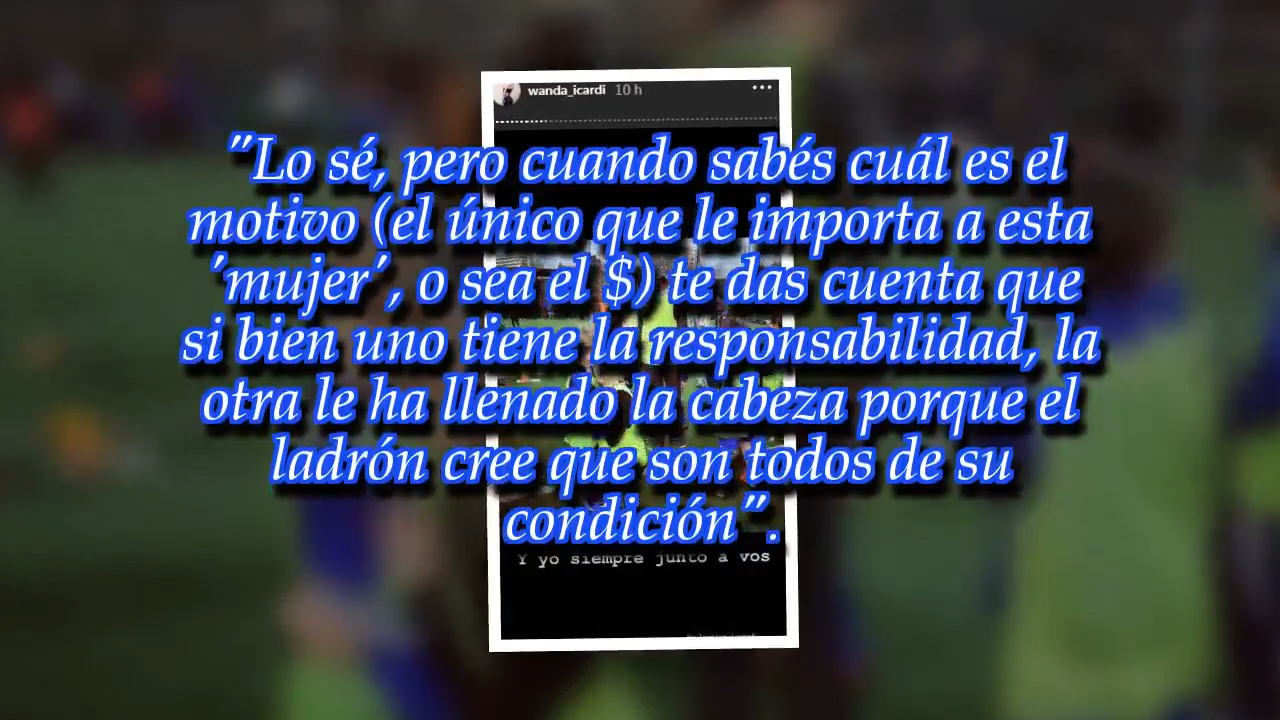 wanda_icardi 10 h
"Lo sé, pero cuando sabés cuál es el
motivo (el único que le importa a esta
'mujer', o sea el $) te das cuenta que
si bien uno tiene la responsabilidad, la
otra le ha llenado la cabeza porque el
ladrón cree que son todos de su
condición".
Y yo siempre junto a vos